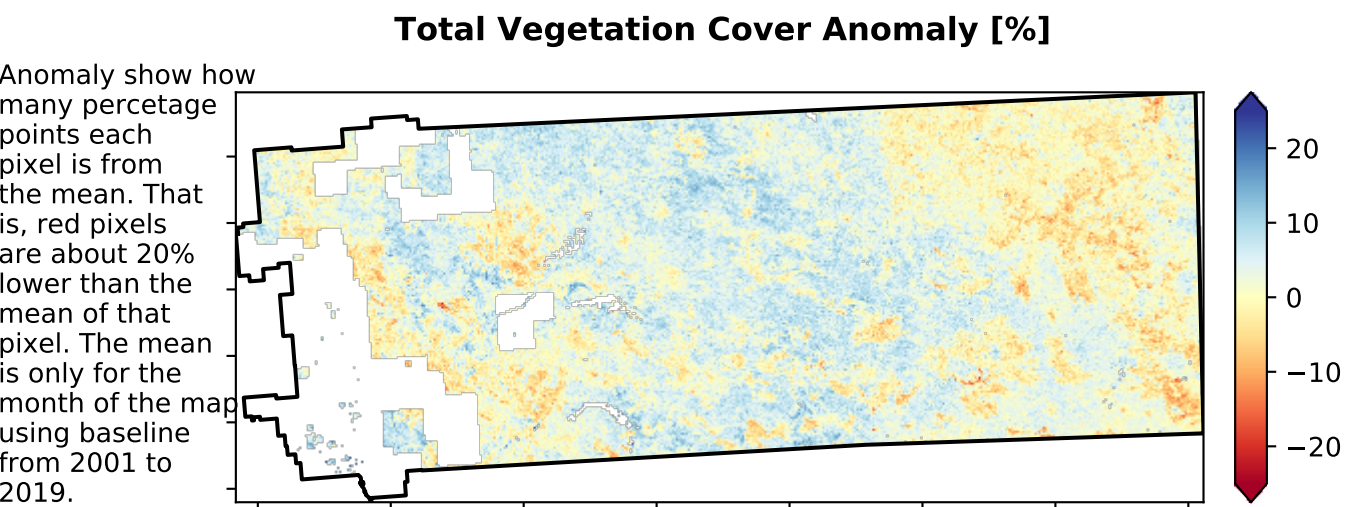 Total Vegetation Cover Anomaly [%]
Anomaly show how
many percetage
points each
pixel is from
the mean. That
is, red pixels
are about 20%
lower than the
mean of that
pixel. The mean
is only for the
month of the map
using baseline
from 2001 to
2019.
20
10
0
−10
−20